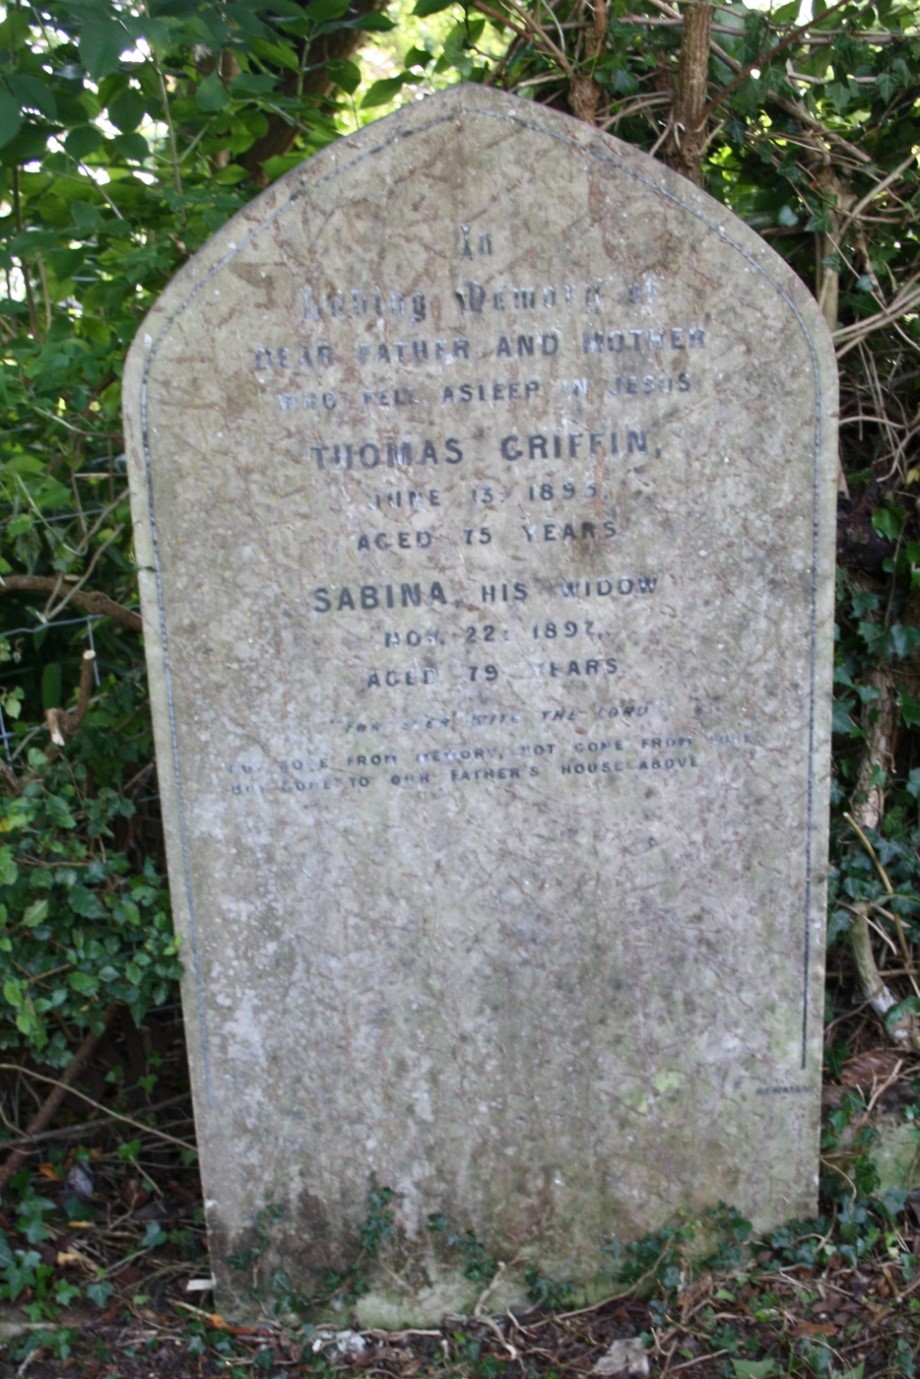 In
Loving Memory of
DEAR FATHER AND MOTHER
WHO FELL ASLEEP IN JESUS
THOMAS GRIFFIN,
JUNE 13, 1895,
AGED 75 YEARS.
SABINA, HIS WIDOW
NOV. 22, 1897,
AGED 79 YEARS.
"FOR EVER WITH THE LORD"
NOT GONE FROM MEMORY, NOT GONE FROM LOVE,
BUT GONE TO OUR FATHER'S HOUSE ABOVE.